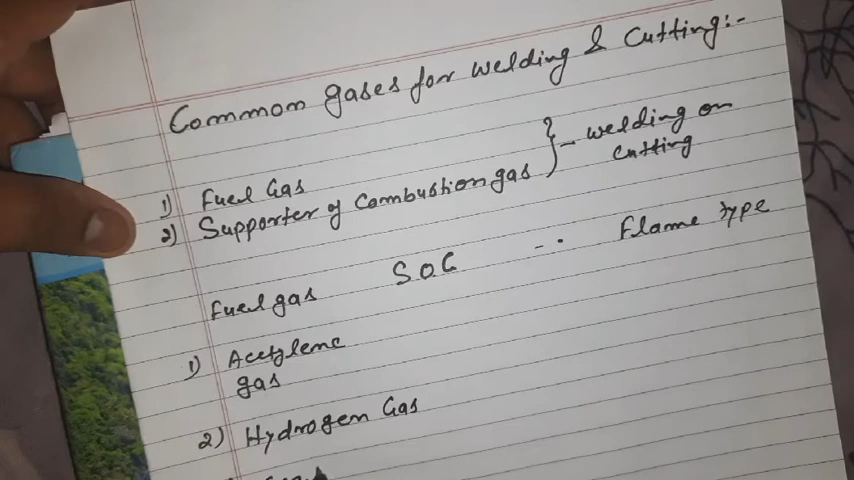 Common gases for welding & Cutting:-
1) Fuel Gas
2) Supporter of Combustion gas } - welding or Cutting
Fuel gas SOC -. Flame type
1) Acetylene
gas
2) Hydrogen Gas